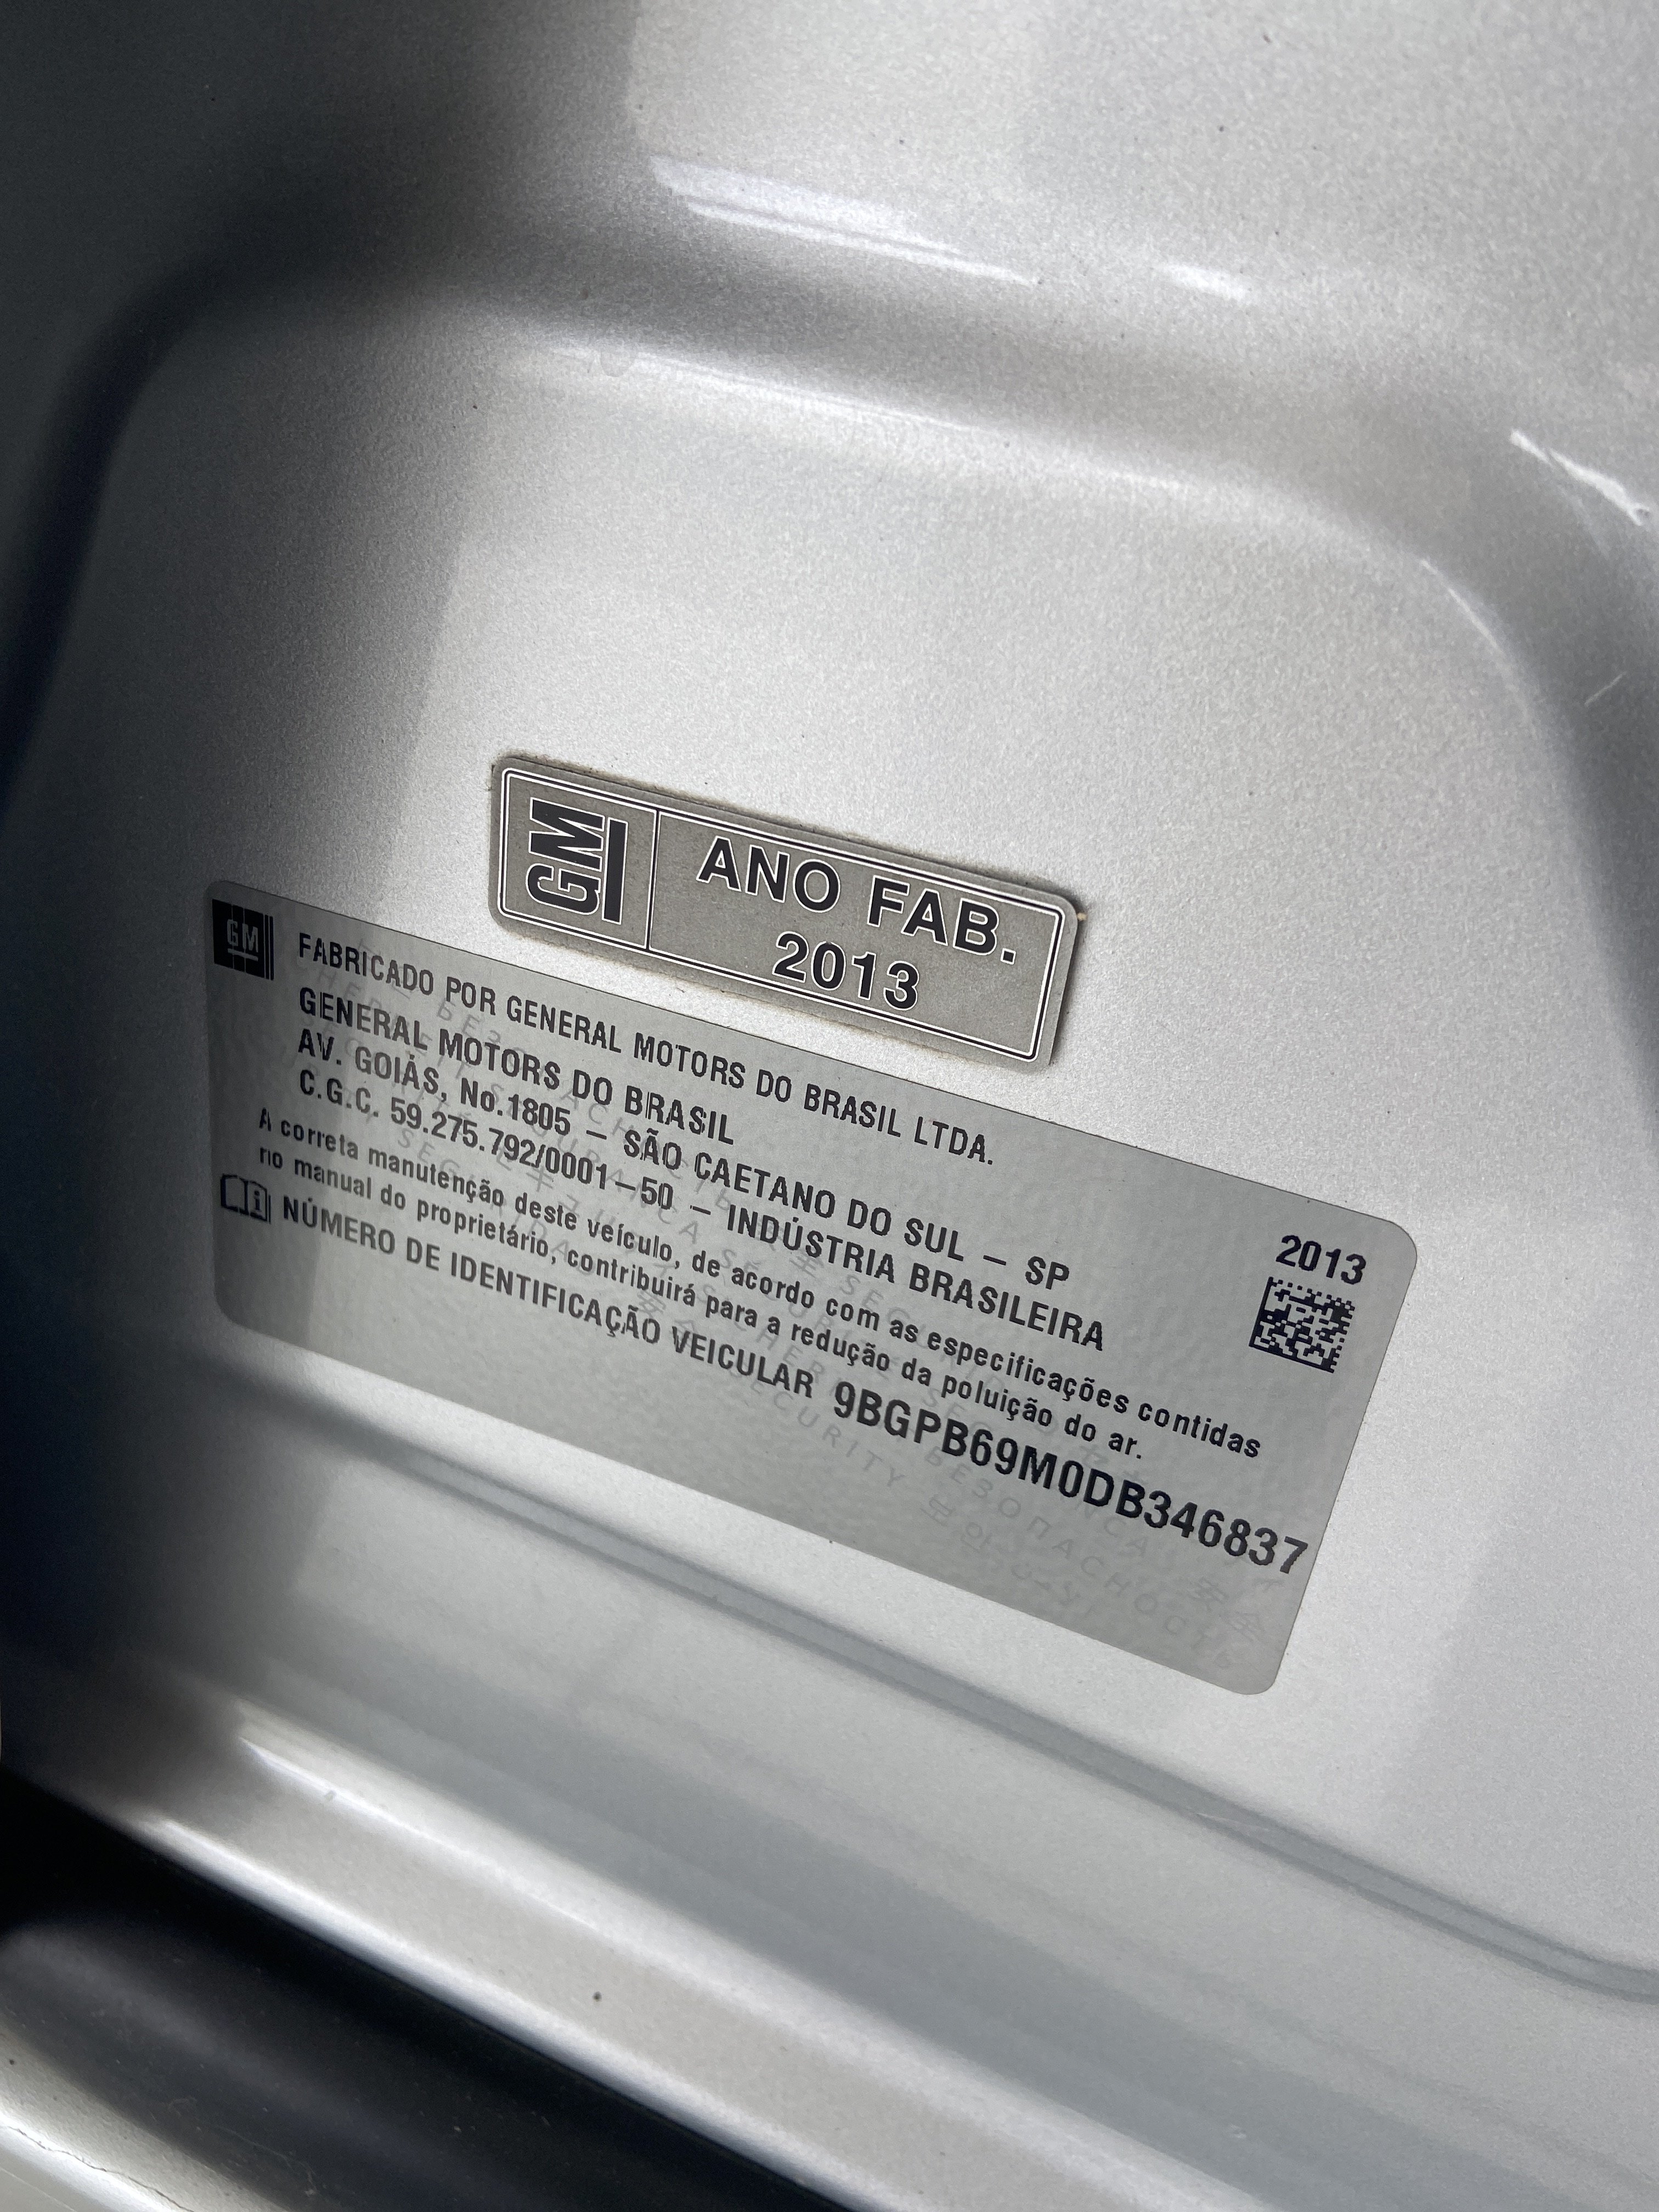 GM
ANO FAB.
2013
GM
FABRICADO POR GENERAL MOTORS DO BRASIL LTDA.
GENERAL MOTORS DO BRASIL
AV. GOIÁS, No.1805 – SÃO CAETANO DO SUL – SP
C.G.C. 59.275.792/0001–50 – INDÚSTRIA BRASILEIRA
2013
A correta manutenção deste veículo, de acordo com as especificações contidas
no manual do proprietário, contribuirá para a redução da poluição do ar.
NÚMERO DE IDENTIFICAÇÃO VEICULAR 9BGPB69M0DB346837